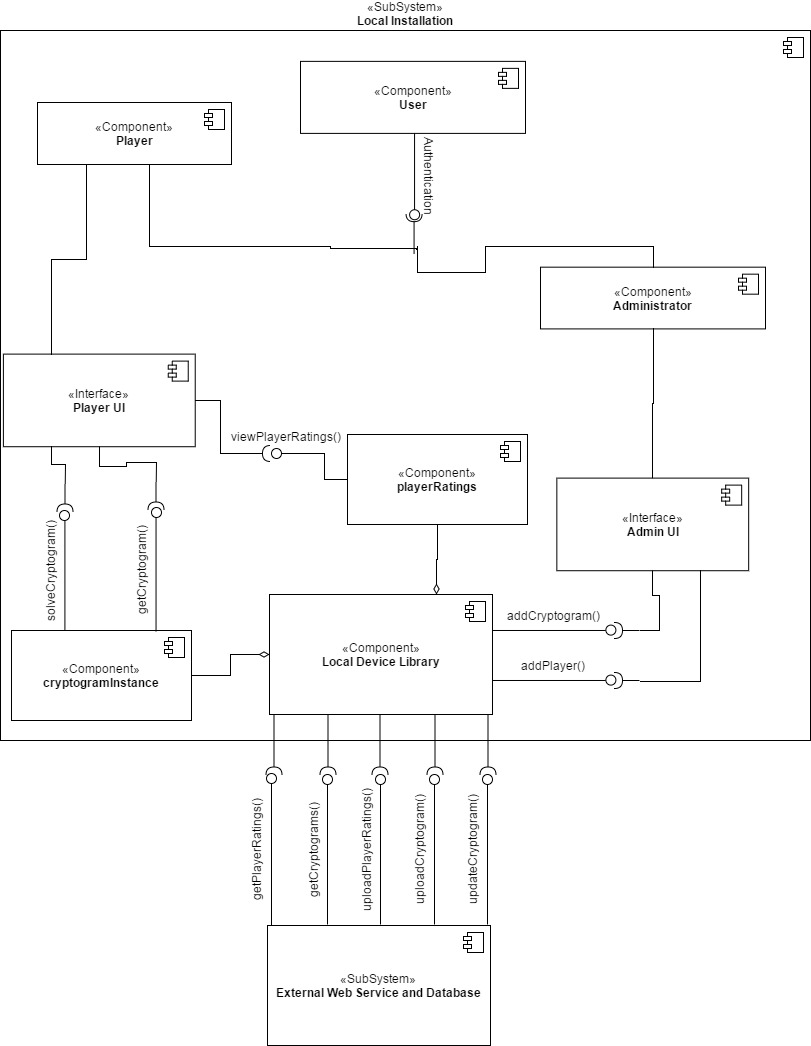 «SubSystem»
Local Installation
«Component»
User
«Component»
Player
Authentication
«Component»
Administrator
«Interface»
Player UI
viewPlayerRatings()
«Component»
playerRatings
«Interface»
Admin UI
solveCryptogram()
getCryptogram()
addCryptogram()
«Component»
Local Device Library
«Component»
cryptogramInstance
addPlayer()
getPlayerRatings()
getCryptograms()
uploadPlayerRatings()
uploadCryptogram()
updateCryptogram()
«SubSystem»
External Web Service and Database